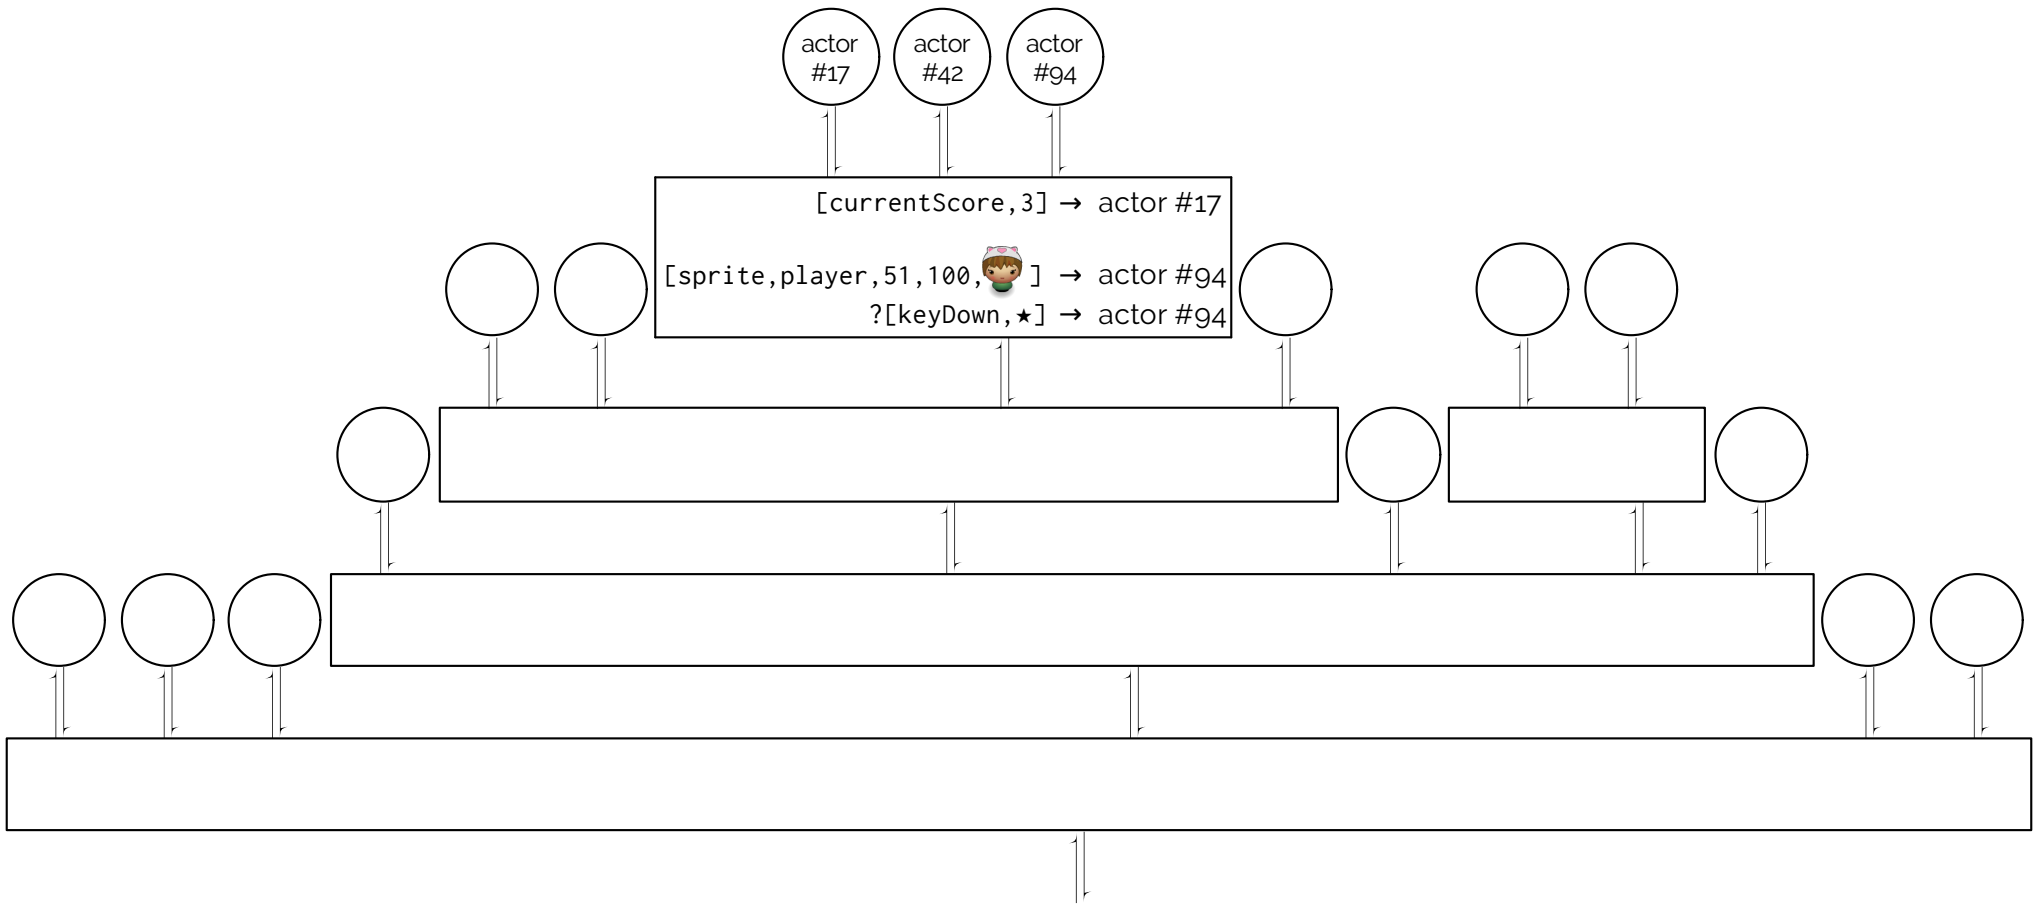 actor
#17
actor
#42
actor
#94
[currentScore,3] → actor #17
[sprite,player,51,100, ] → actor #94
?[keyDown,★] → actor #94